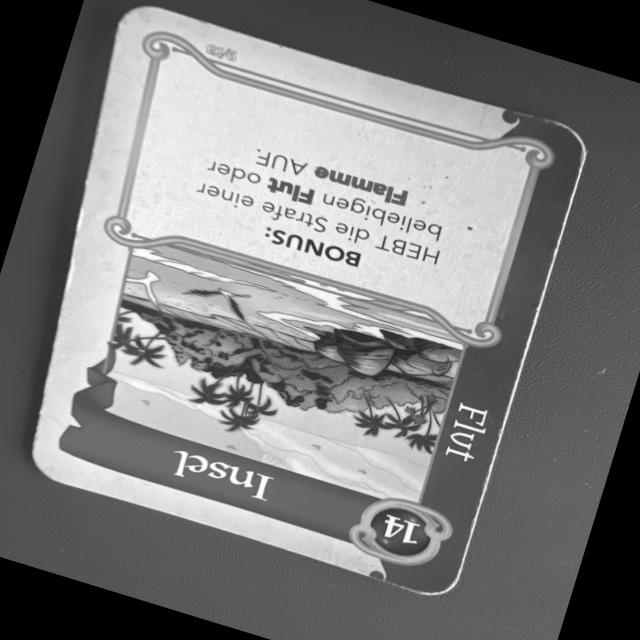 14
Insel
Flut
BONUS:
HEBT die Strafe einer
beliebigen Flut oder
Flamme AUF.